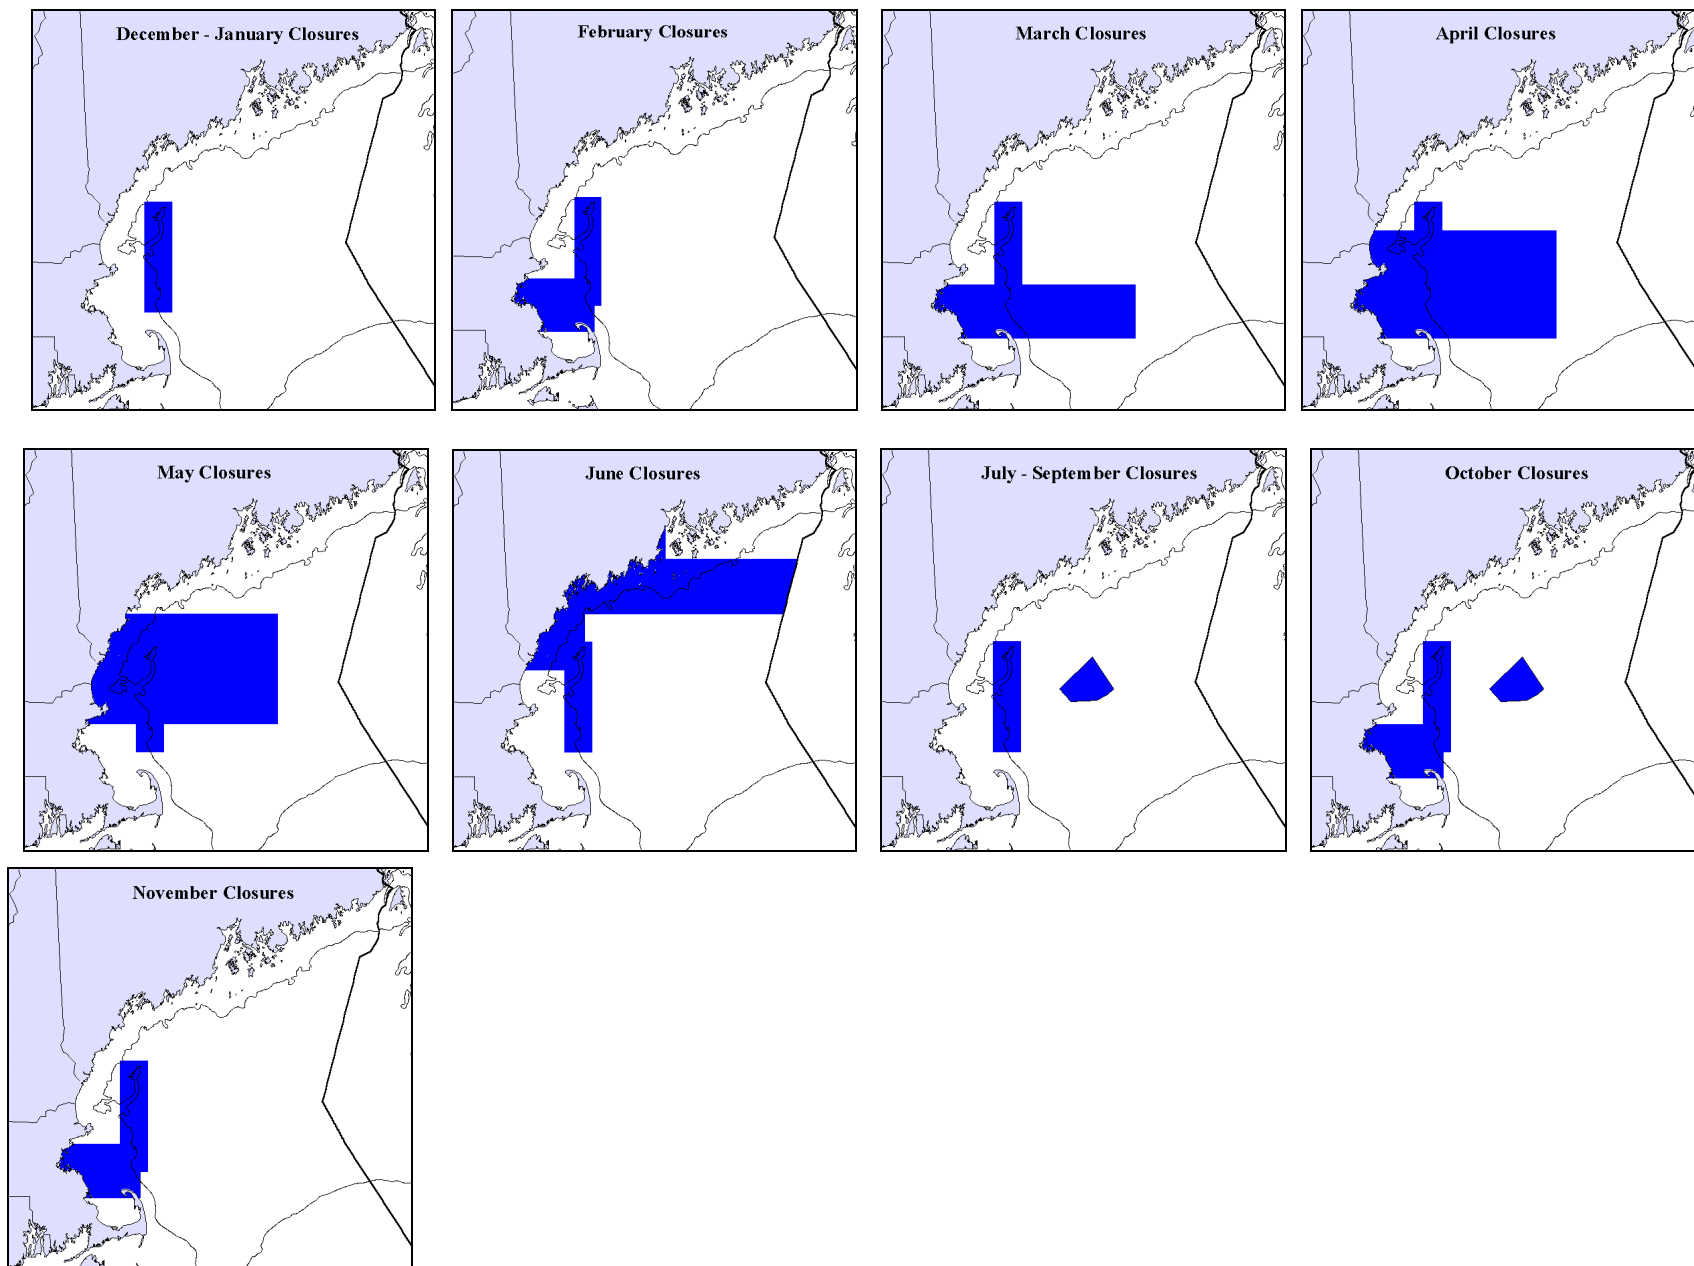 December - January Closures
February Closures
March Closures
April Closures
May Closures
June Closures
July - September Closures
October Closures
November Closures